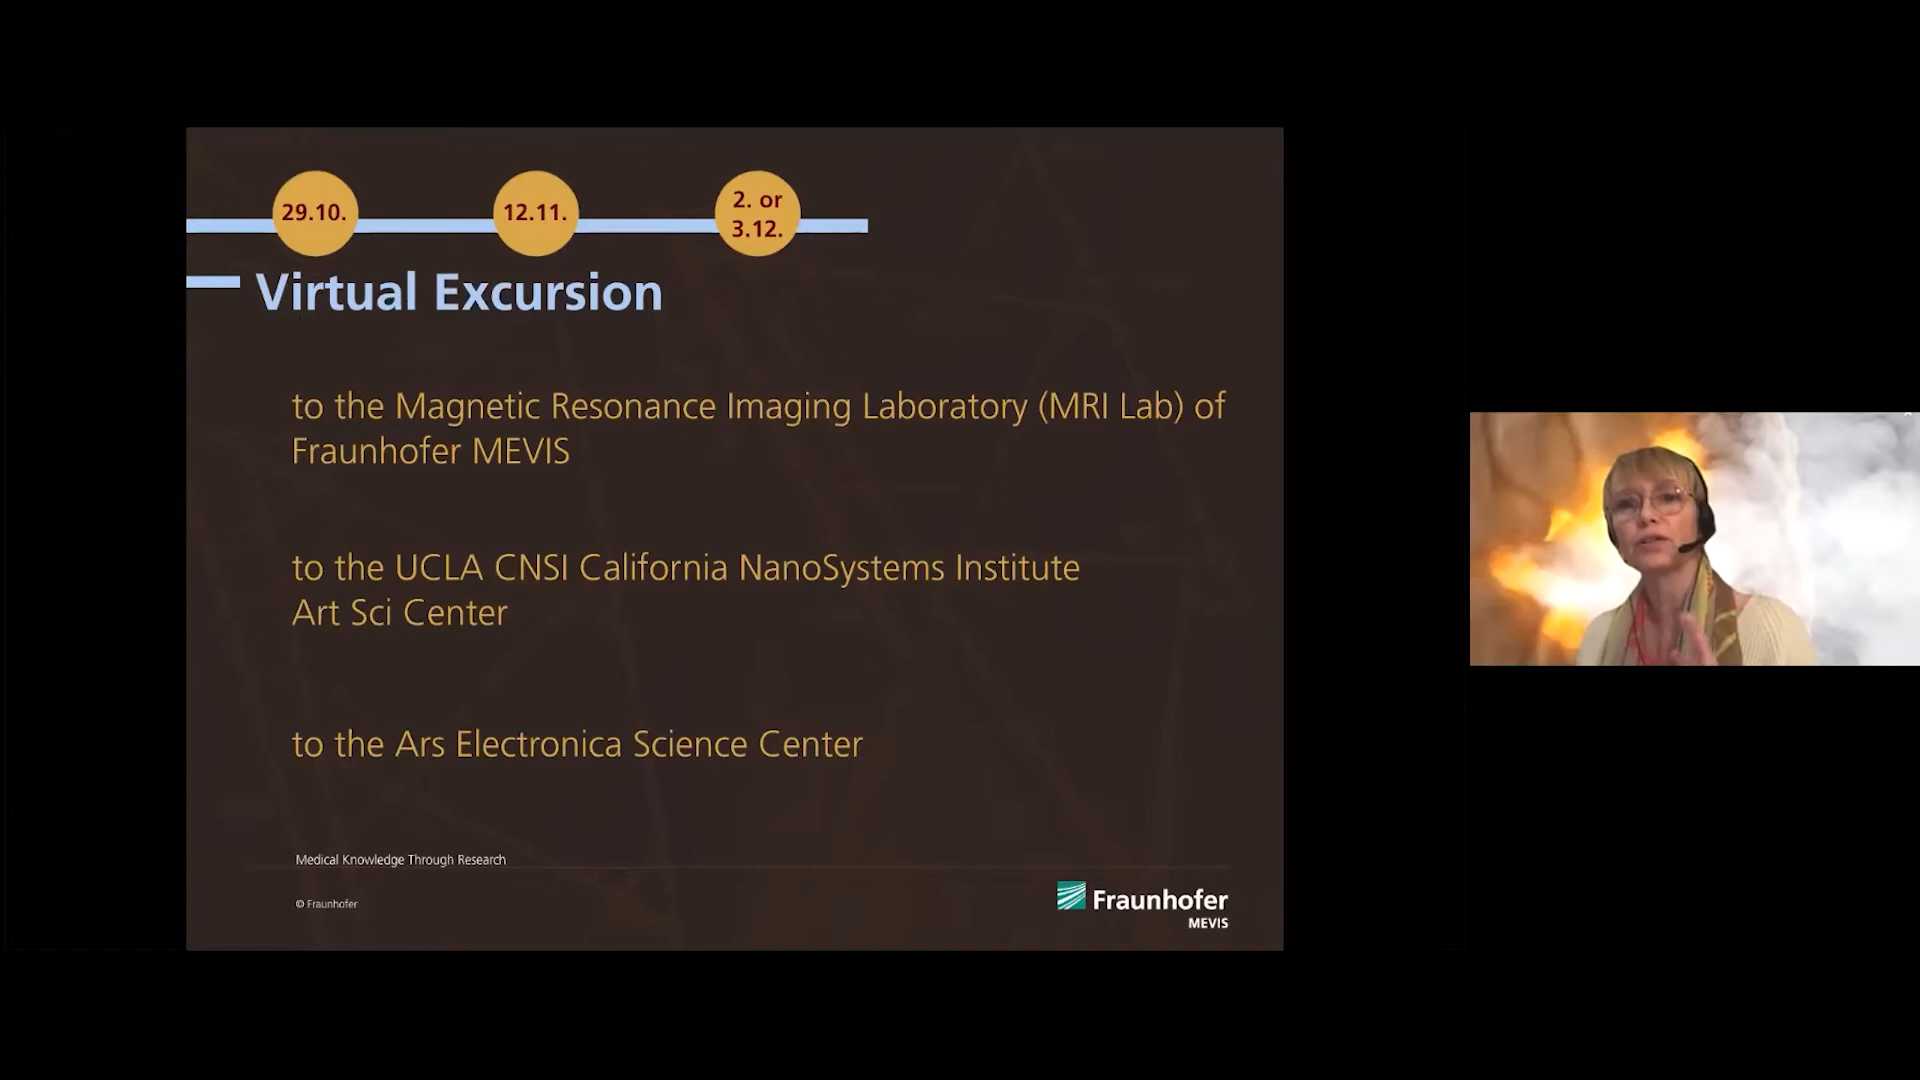 29.10.
12.11.
2. or
3.12.
Virtual Excursion
to the Magnetic Resonance Imaging Laboratory (MRI Lab) of
Fraunhofer MEVIS
to the UCLA CNSI California NanoSystems Institute
Art Sci Center
to the Ars Electronica Science Center
Medical Knowledge Through Research
© Fraunhofer
Fraunhofer
MEVIS